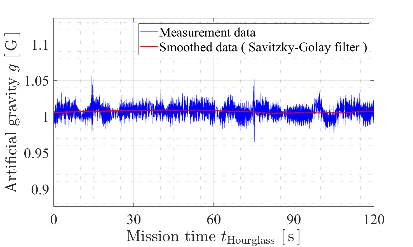 Measurement data
Smoothed data ( Savitzky-Golay filter )
Artificial gravity g [ G ]
1.1
1.05
1
0.95
0.9
0 30 60 90 120
Mission time tHourglass [ s ]